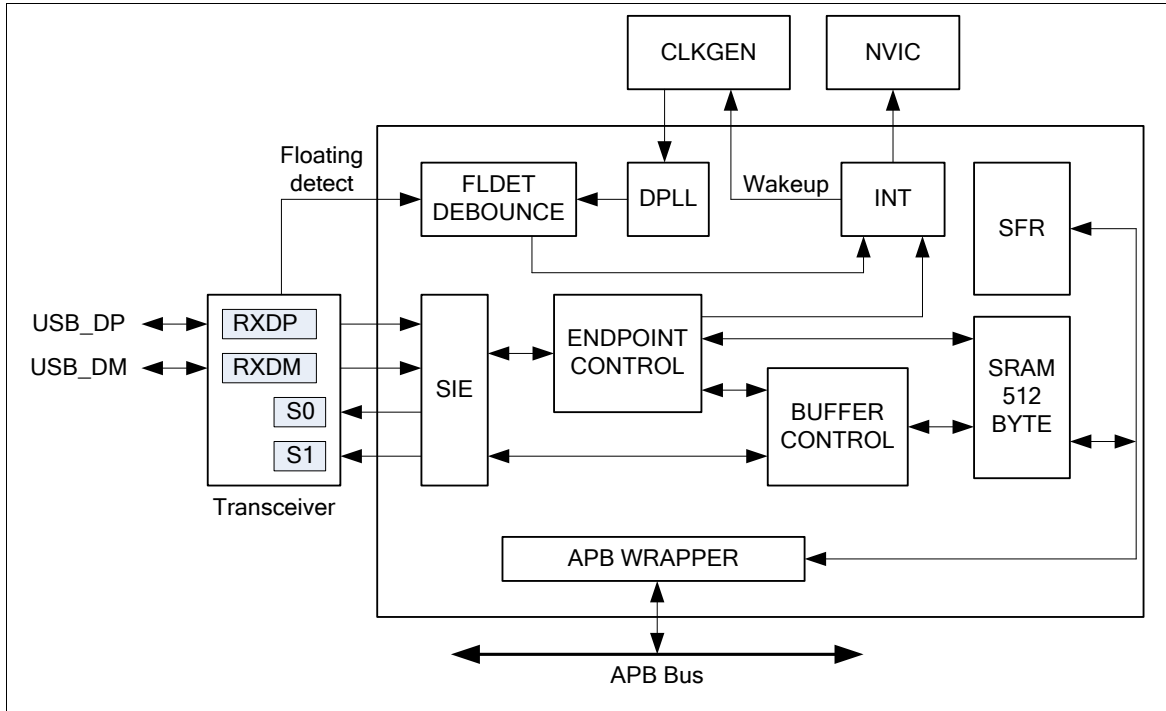 CLKGEN
NVIC
Floating
detect
FLDET
DEBOUNCE
DPLL
Wakeup
INT
SFR
USB_DP
USB_DM
RXDP
RXDM
S0
S1
Transceiver
SIE
ENDPOINT
CONTROL
BUFFER
CONTROL
SRAM
512
BYTE
APB WRAPPER
APB Bus